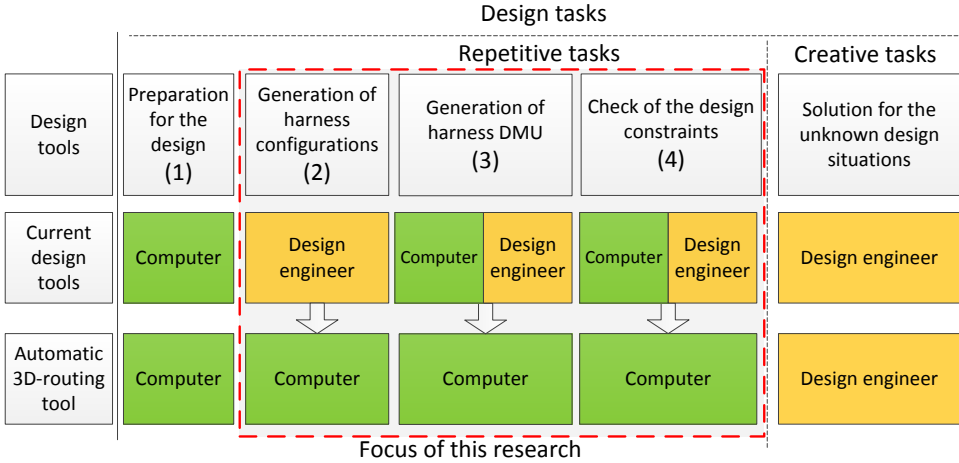 Design tasks
Repetitive tasks
Creative tasks
Design
tools
Preparation
for the
design
(1)
Generation of
harness
configurations
(2)
Generation of
harness DMU
(3)
Check of the design
constraints
(4)
Solution for the
unknown design
situations
Current
design
tools
Computer
Design
engineer
Computer
Design
engineer
Computer
Design
engineer
Design engineer
Automatic
3D-routing
tool
Computer
Computer
Computer
Computer
Design engineer
Focus of this research